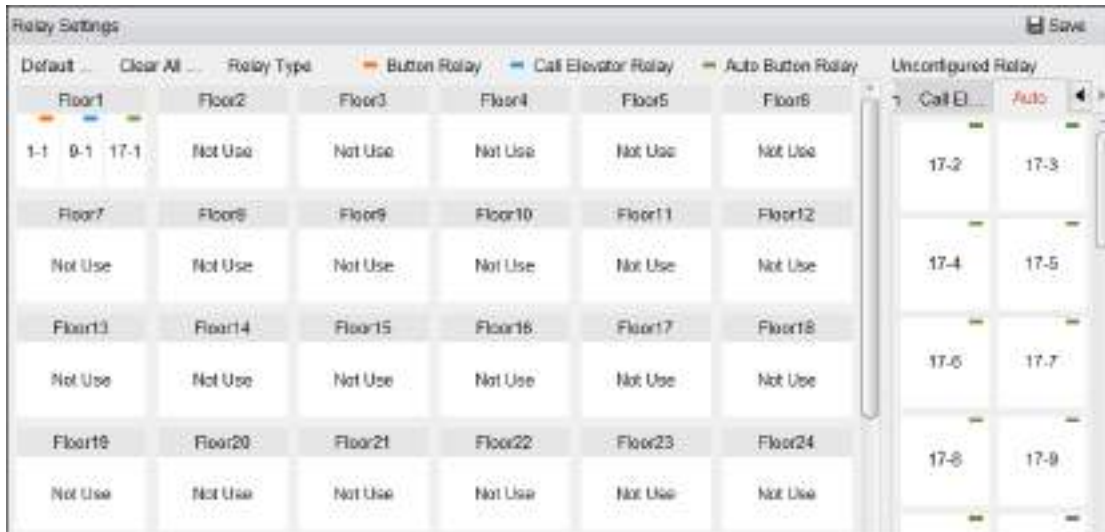 Relay Settings Save
Default ... Clear All ... Relay Type Button Relay Call Elevator Relay Auto Button Relay Unconfigured Relay
Floor1 Floor2 Floor3 Floor4 Floor5 Floor6 Call El... Auto
1-1 9-1 17-1 Not Use Not Use Not Use Not Use Not Use 17-2 17-3
Floor7 Floor8 Floor9 Floor10 Floor11 Floor12
Not Use Not Use Not Use Not Use Not Use Not Use 17-4 17-5
Floor13 Floor14 Floor15 Floor16 Floor17 Floor18
Not Use Not Use Not Use Not Use Not Use Not Use 17-6 17-7
Floor19 Floor20 Floor21 Floor22 Floor23 Floor24
Not Use Not Use Not Use Not Use Not Use Not Use 17-8 17-9